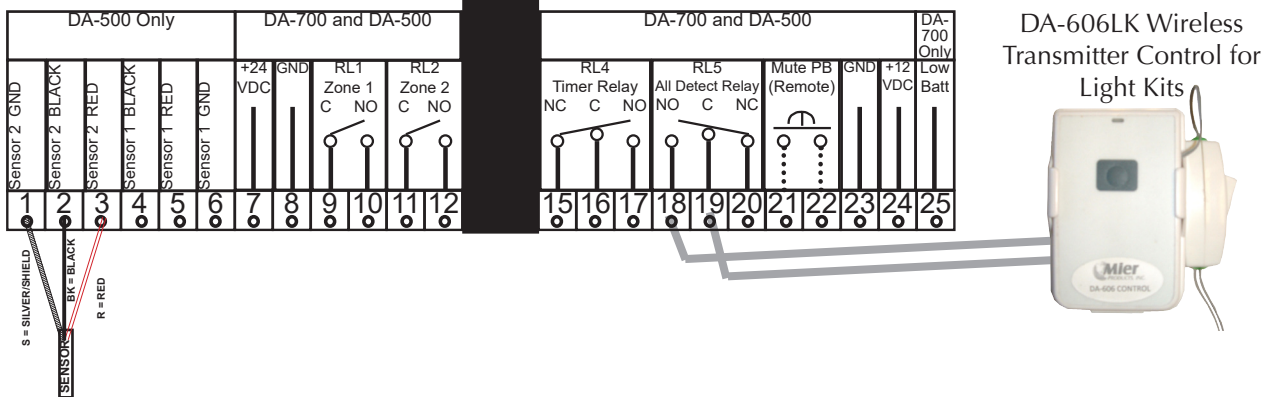 DA-500 Only
DA-700 and DA-500
DA-700 and DA-500
DA-
700
Only
Sensor 2 GND
Sensor 2 BLACK
Sensor 2 RED
Sensor 1 BLACK
Sensor 1 RED
Sensor 1 GND
+24
VDC
GND
RL1
Zone 1
C NO
RL2
Zone 2
C NO
RL4
Timer Relay
NC C NO
RL5
All Detect Relay
NO C NC
Mute PB
(Remote)
GND
+12
VDC
Low
Batt
1 2 3 4 5 6 7 8 9 10 11 12 15 16 17 18 19 20 21 22 23 24 25
S = SILVER/SHIELD
BK = BLACK
R = RED
SENSOR
DA-606LK Wireless
Transmitter Control for
Light Kits
Mier
PRODUCTS, INC.
DA-606 CONTROL